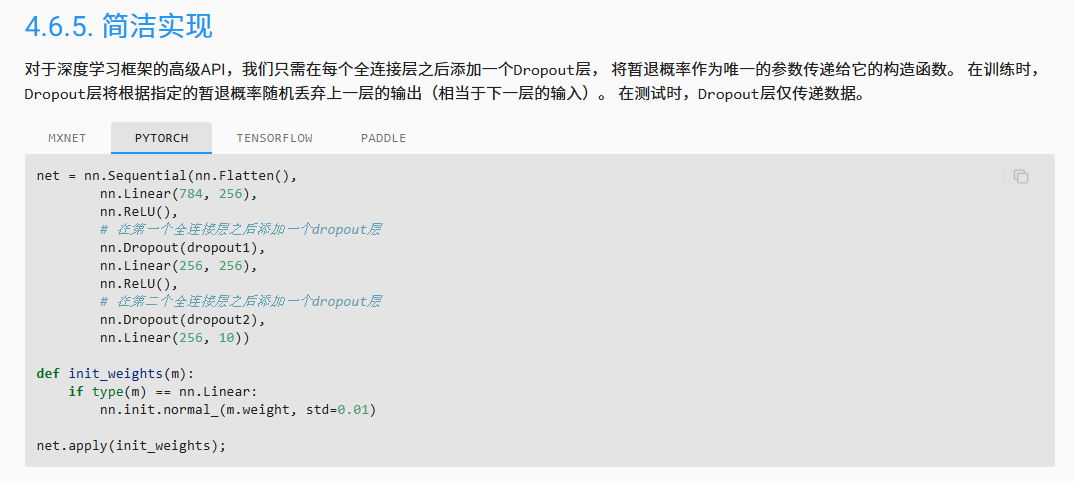 4.6.5. 简洁实现
对于深度学习框架的高级API，我们只需在每个全连接层之后添加一个Dropout层， 将暂退概率作为唯一的参数传递给它的构造函数。 在训练时，
Dropout层将根据指定的暂退概率随机丢弃上一层的输出（相当于下一层的输入）。 在测试时，Dropout层仅传递数据。
MXNET PYTORCH TENSORFLOW PADDLE
net = nn.Sequential(nn.Flatten(),
        nn.Linear(784, 256),
        nn.ReLU(),
        # 在第一个全连接层之后添加一个dropout层
        nn.Dropout(dropout1),
        nn.Linear(256, 256),
        nn.ReLU(),
        # 在第二个全连接层之后添加一个dropout层
        nn.Dropout(dropout2),
        nn.Linear(256, 10))
def init_weights(m):
    if type(m) == nn.Linear:
        nn.init.normal_(m.weight, std=0.01)
net.apply(init_weights);